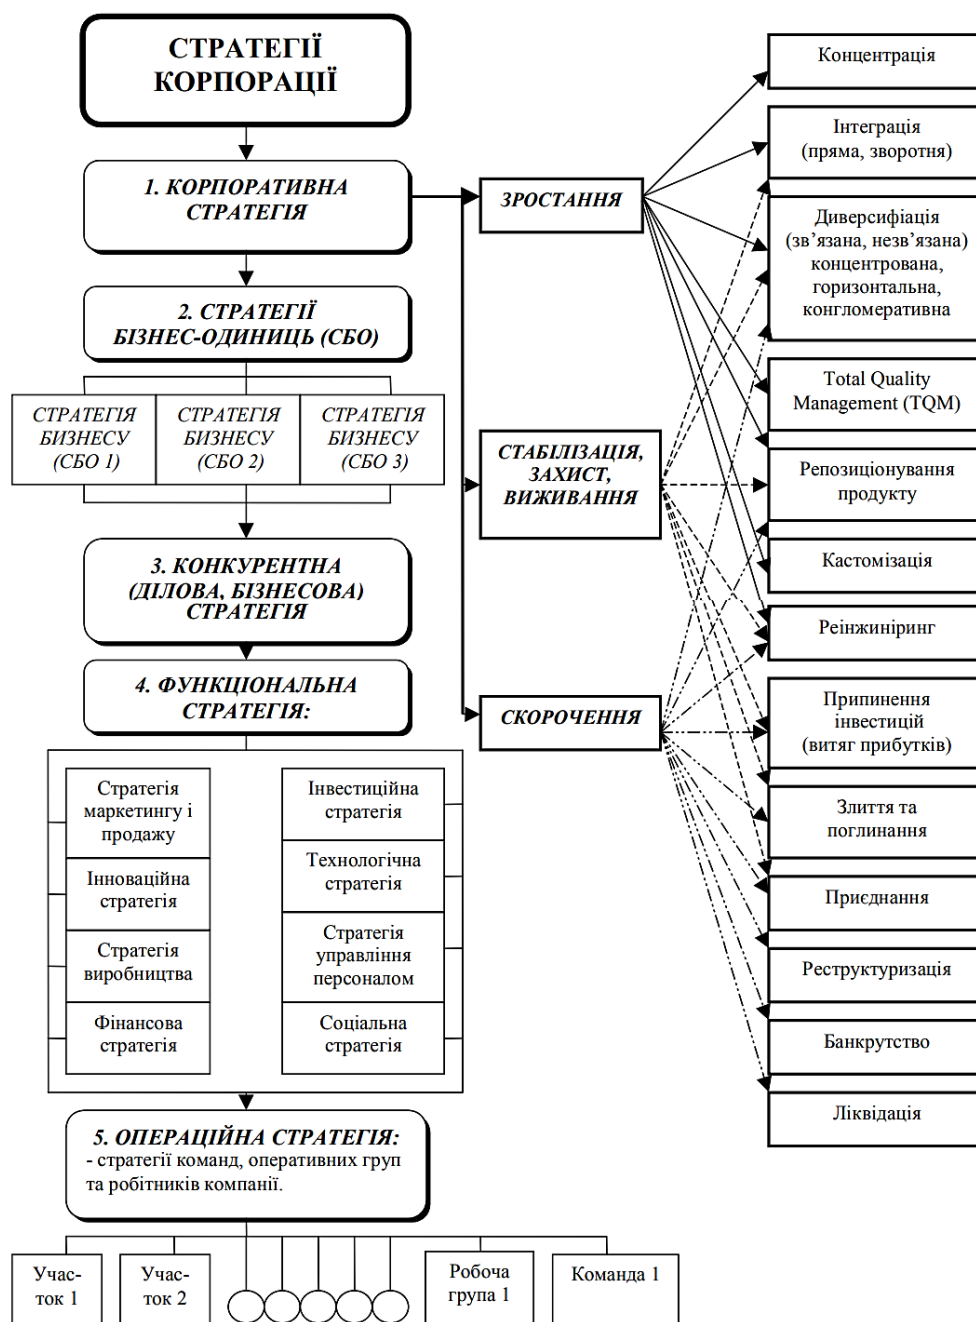 СТРАТЕГІЇ
КОРПОРАЦІЇ
1. КОРПОРАТИВНА
СТРАТЕГІЯ
2. СТРАТЕГІЇ
БІЗНЕС-ОДИНИЦЬ (СБО)
СТРАТЕГІЯ
БИЗНЕСУ
(СБО 1)
СТРАТЕГІЯ
БИЗНЕСУ
(СБО 2)
СТРАТЕГІЯ
БИЗНЕСУ
(СБО 3)
3. КОНКУРЕНТНА
(ДІЛОВА, БІЗНЕСОВА)
СТРАТЕГІЯ
4. ФУНКЦІОНАЛЬНА
СТРАТЕГІЯ:
Стратегія
маркетингу і
продажу
Інноваційна
стратегія
Стратегія
виробництва
Фінансова
стратегія
Інвестиційна
стратегія
Технологічна
стратегія
Стратегія
управління
персоналом
Соціальна
стратегія
5. ОПЕРАЦІЙНА СТРАТЕГІЯ:
- стратегії команд, оперативних груп
та робітників компанії.
Учас-
ток 1
Учас-
ток 2
Робоча
група 1
Команда 1
ЗРОСТАННЯ
СТАБІЛІЗАЦІЯ,
ЗАХИСТ,
ВИЖИВАННЯ
СКОРОЧЕННЯ
Концентрація
Інтеграція
(пряма, зворотня)
Диверсифіація
(зв’язана, незв’язана)
концентрована,
горизонтальна,
конгломеративна
Total Quality
Management (TQM)
Репозиціонування
продукту
Кастомізація
Реінжиніринг
Припинення
інвестицій
(витяг прибутків)
Злиття та
поглинання
Приєднання
Реструктуризація
Банкрутство
Ліквідація